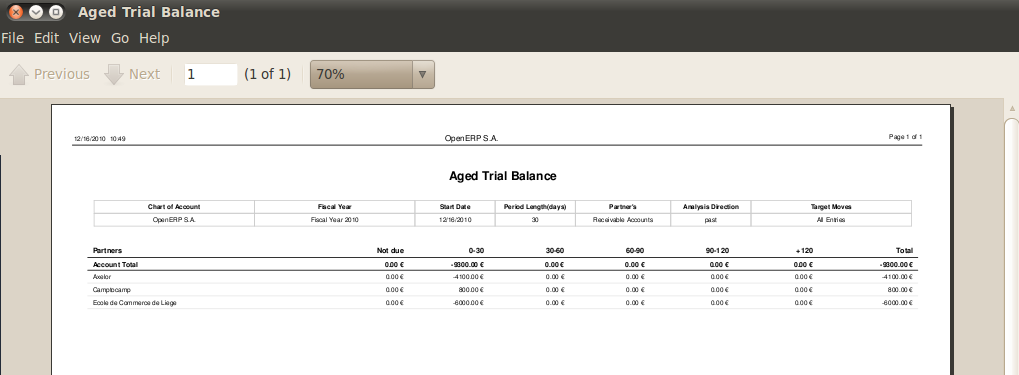 Aged Trial Balance
File Edit View Go Help
Previous Next 1 (1 of 1) 70%
12/16/2010 10:49 OpenERP S.A. Page 1 of 1
Aged Trial Balance
Chart of Account Fiscal Year Start Date Period Length(days) Partner's Analysis Direction Target Moves
OpenERP S.A. Fiscal Year 2010 12/16/2010 30 Receivable Accounts past All Entries
Partners Not due 0-30 30-60 60-90 90-120 +120 Total
Account Total 0.00 € -9300.00 € 0.00 € 0.00 € 0.00 € 0.00 € -9300.00 €
Axelor 0.00 € -4100.00 € 0.00 € 0.00 € 0.00 € 0.00 € -4100.00 €
Camptocamp 0.00 € 800.00 € 0.00 € 0.00 € 0.00 € 0.00 € 800.00 €
Ecole de Commerce de Liege 0.00 € -6000.00 € 0.00 € 0.00 € 0.00 € 0.00 € -6000.00 €